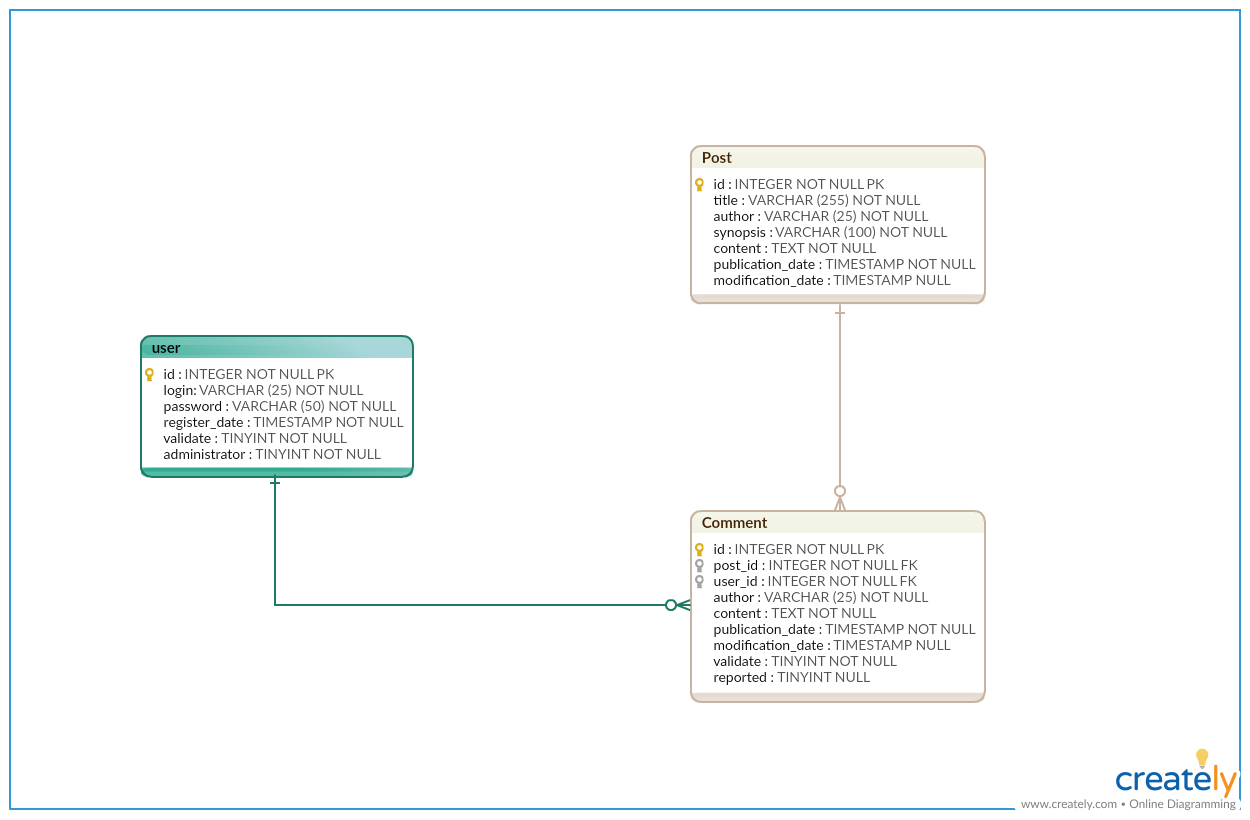 Post
id : INTEGER NOT NULL PK
title : VARCHAR (255) NOT NULL
author : VARCHAR (25) NOT NULL
synopsis : VARCHAR (100) NOT NULL
content : TEXT NOT NULL
publication_date : TIMESTAMP NOT NULL
modification_date : TIMESTAMP NULL
user
id : INTEGER NOT NULL PK
login: VARCHAR (25) NOT NULL
password : VARCHAR (50) NOT NULL
register_date : TIMESTAMP NOT NULL
validate : TINYINT NOT NULL
administrator : TINYINT NOT NULL
Comment
id : INTEGER NOT NULL PK
post_id : INTEGER NOT NULL FK
user_id : INTEGER NOT NULL FK
author : VARCHAR (25) NOT NULL
content : TEXT NOT NULL
publication_date : TIMESTAMP NOT NULL
modification_date : TIMESTAMP NULL
validate : TINYINT NOT NULL
reported : TINYINT NULL
creately
www.creately.com • Online Diagramming